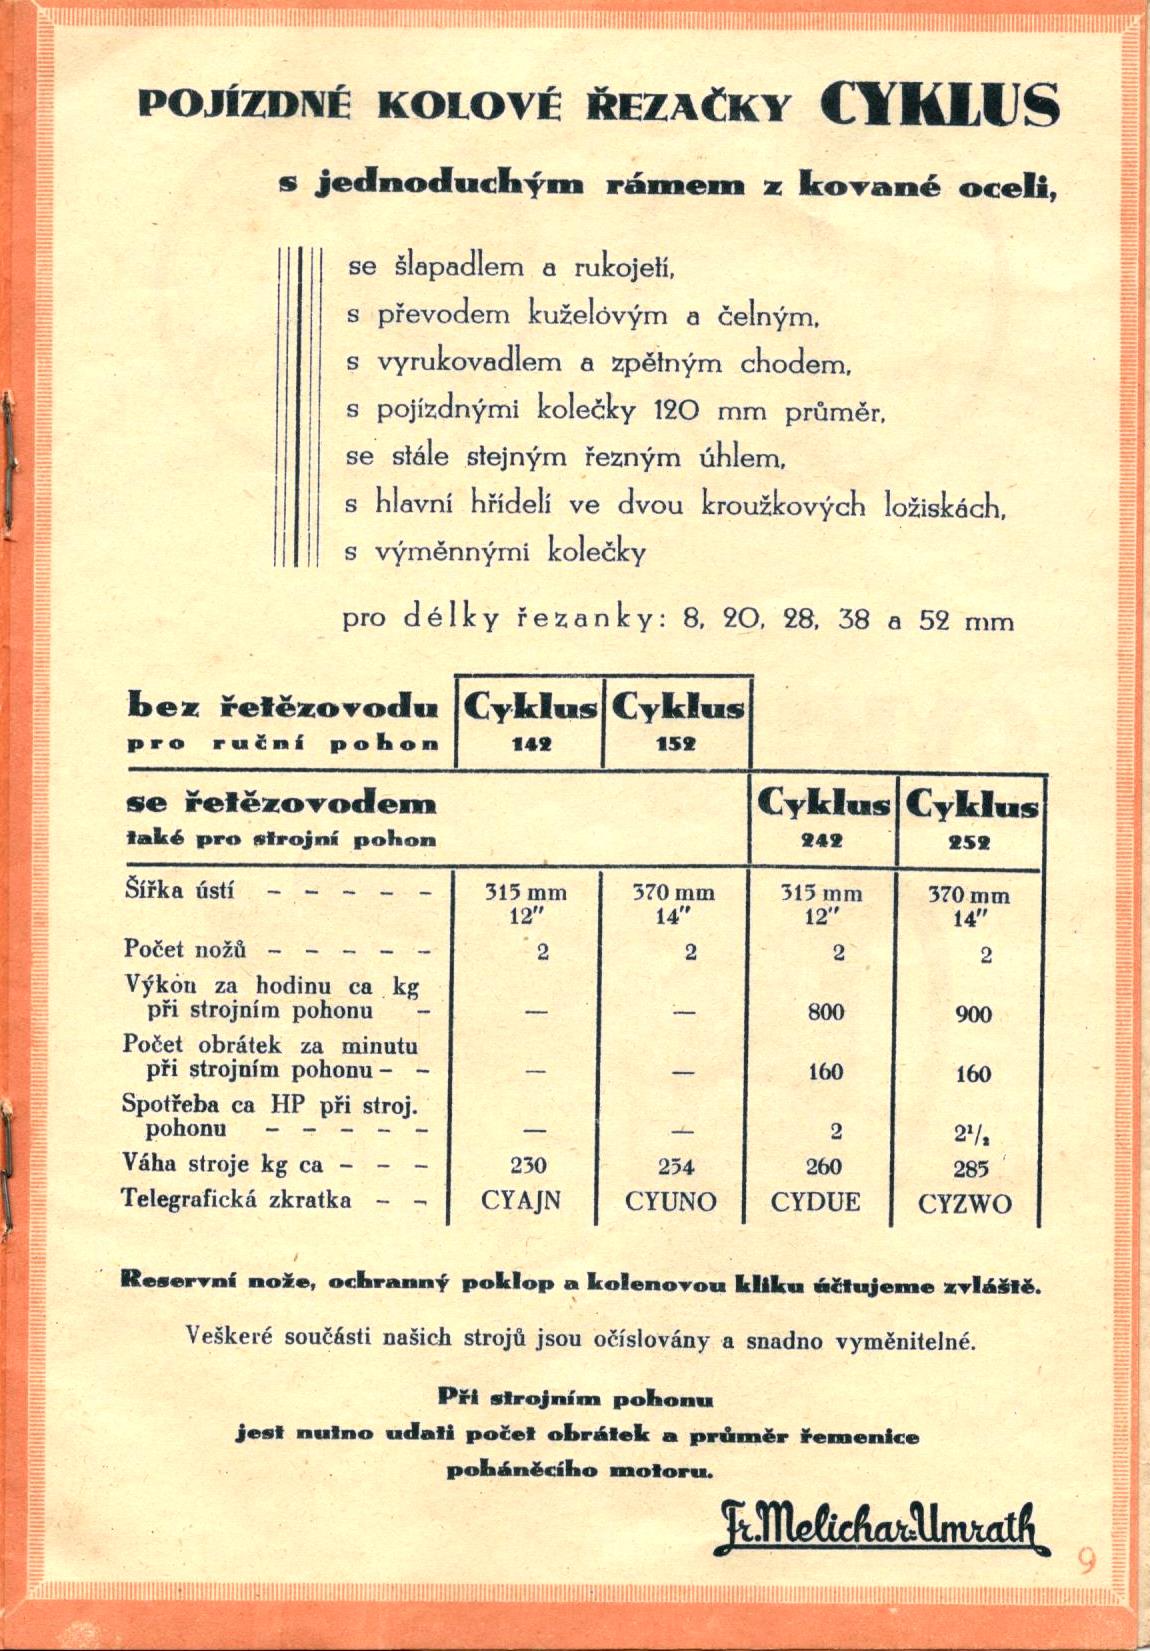 POJÍZDNÉ KOLOVÉ ŘEZAČKY CYKLUS
s jednoduchým rámem z kované oceli,
se šlapadlem a rukojetí,
s převodem kuželovým a čelným,
s vyrukovadlem a zpětným chodem,
s pojízdnými kolečky 120 mm průměr,
se stále stejným řezným úhlem,
s hlavní hřídelí ve dvou kroužkových ložiskách,
s výměnnými kolečky
pro délky řezanky: 8, 20, 28, 38 a 52 mm
bez řetězovodu Cyklus Cyklus
pro ruční pohon 142 152
se řetězovodem Cyklus Cyklus
také pro strojní pohon 242 252
Šířka ústí – – – – – 315 mm 370 mm 315 mm 370 mm
12" 14" 12" 14"
Počet nožů – – – – – 2 2 2 2
Výkon za hodinu ca kg
při strojním pohonu – — — 800 900
Počet obrátek za minutu
při strojním pohonu – – — — 160 160
Spotřeba ca HP při stroj.
pohonu – – – – – — — 2 2¹/₂
Váha stroje kg ca – – – 230 254 260 285
Telegrafická zkratka – – CYAJN CYUNO CYDUE CYZWO
Reservní nože, ochranný poklop a kolenovou kliku účtujeme zvláště.
Veškeré součásti našich strojů jsou očíslovány a snadno vyměnitelné.
Při strojním pohonu
jest nutno udati počet obrátek a průměr řemenice
poháněcího motoru.
Fr. Melichar-Umrath
9